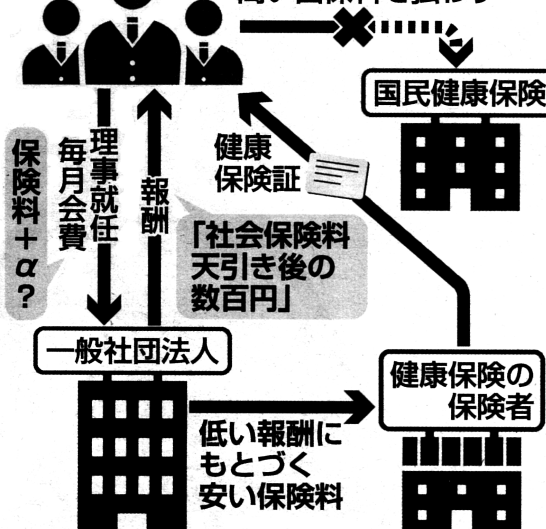 国民健康保険
健康
保険証
理事就任
毎月会費
保険料+α?
報酬
「社会保険料
天引き後の
数百円」
一般社団法人
健康保険の
保険者
低い報酬に
もとづく
安い保険料